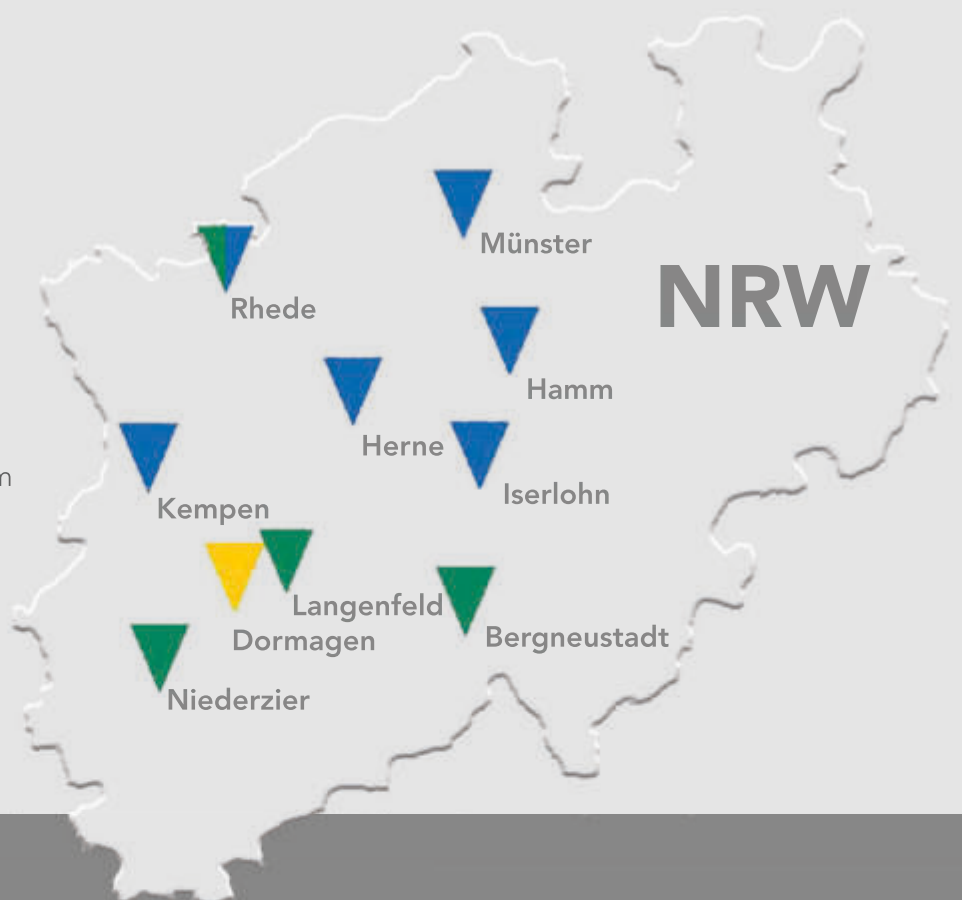 Münster
NRW
Rhede
Hamm
Herne
m
Iserlohn
Kempen
Langenfeld
Dormagen
Bergneustadt
Niederzier